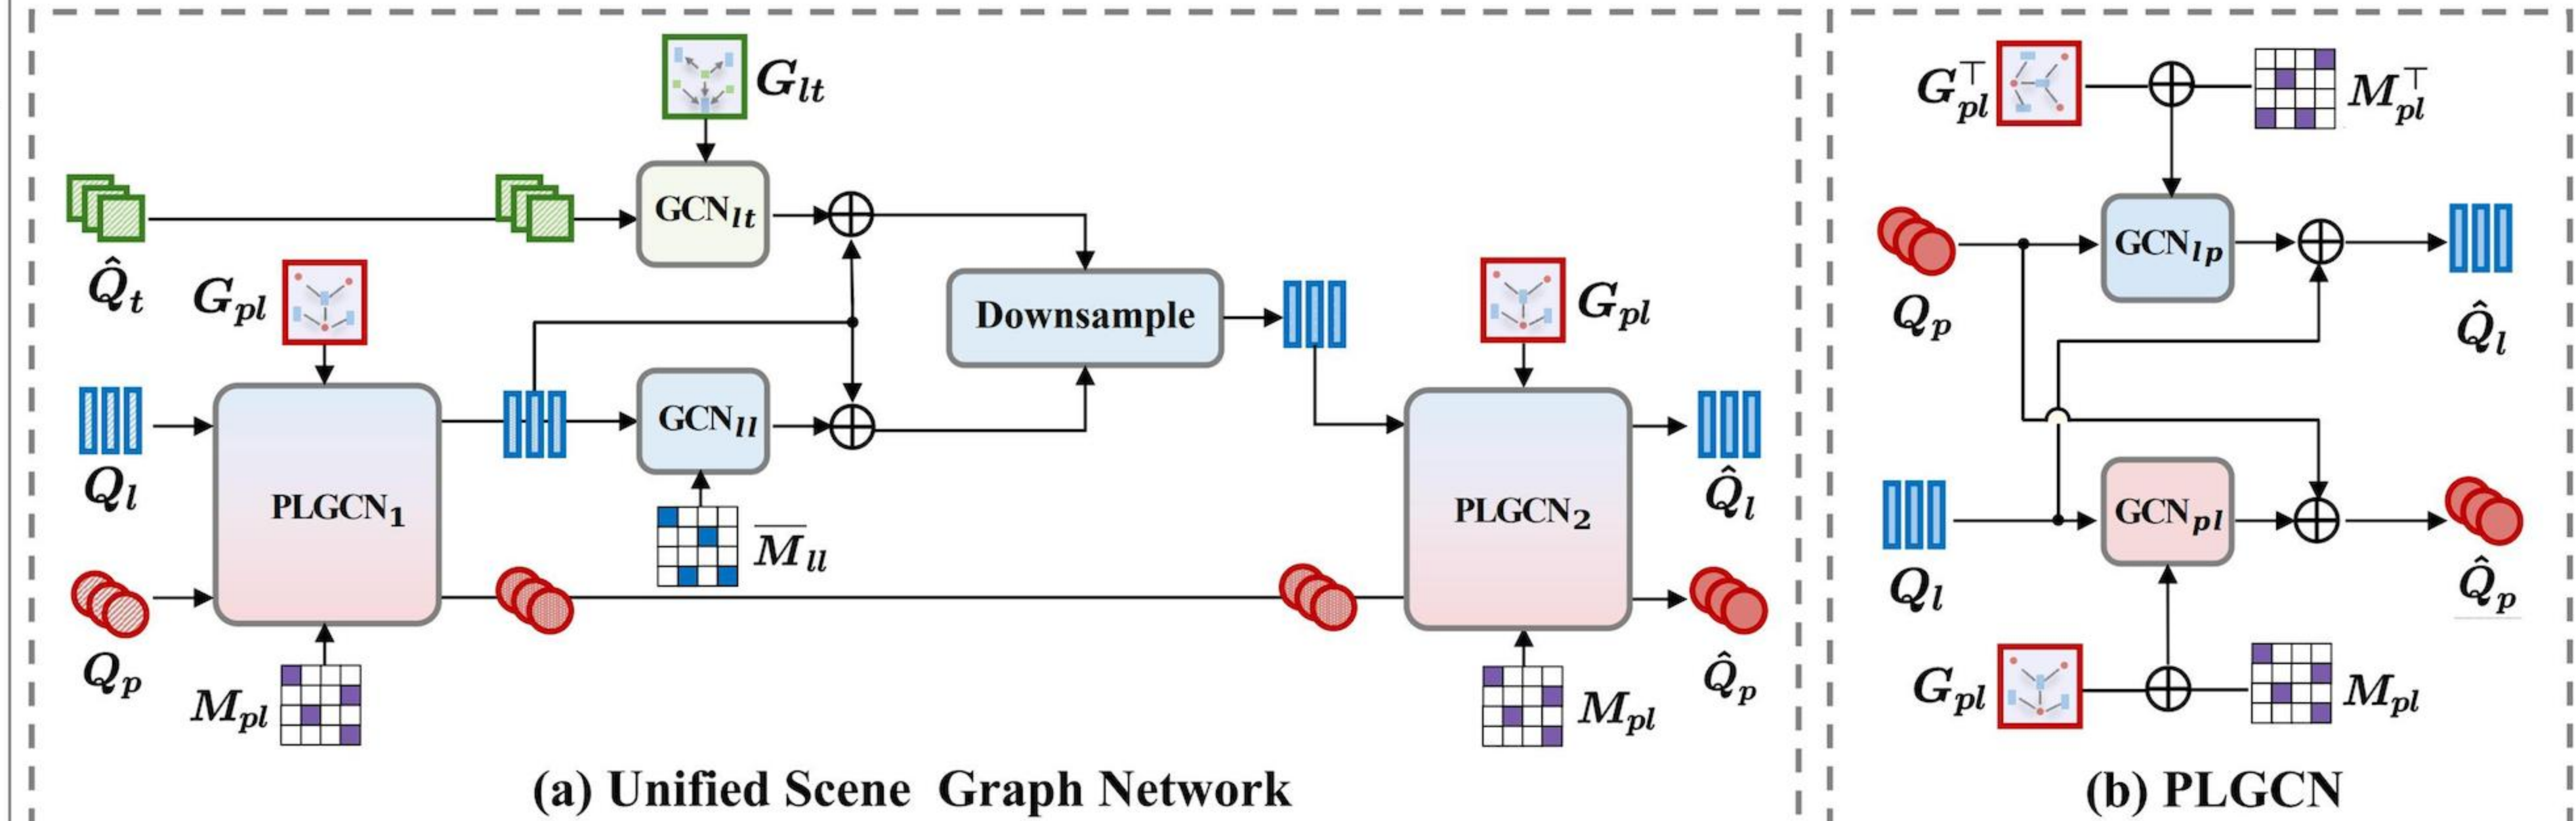 G_lt
GCN_lt
Q̂_t
G_pl
Downsample
G_pl
Q_l
PLGCN_1
GCN_ll
M̅_ll
PLGCN_2
Q̂_l
Q_p
M_pl
Q̂_p
M_pl
(a) Unified Scene Graph Network
G_pl^⊤
M_pl^⊤
Q_p
GCN_lp
Q̂_l
Q_l
GCN_pl
Q̂_p
G_pl
M_pl
(b) PLGCN